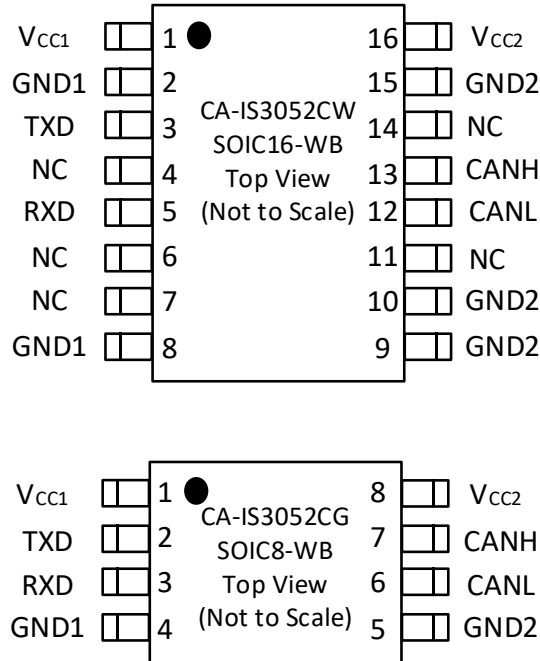 VCC1 1 16 VCC2
GND1 2 15 GND2
TXD 3 CA-IS3052CW 14 NC
SOIC16-WB
NC 4 Top View 13 CANH
RXD 5 (Not to Scale) 12 CANL
NC 6 11 NC
NC 7 10 GND2
GND1 8 9 GND2
VCC1 1 8 VCC2
CA-IS3052CG
TXD 2 SOIC8-WB 7 CANH
RXD 3 Top View 6 CANL
GND1 4 (Not to Scale) 5 GND2